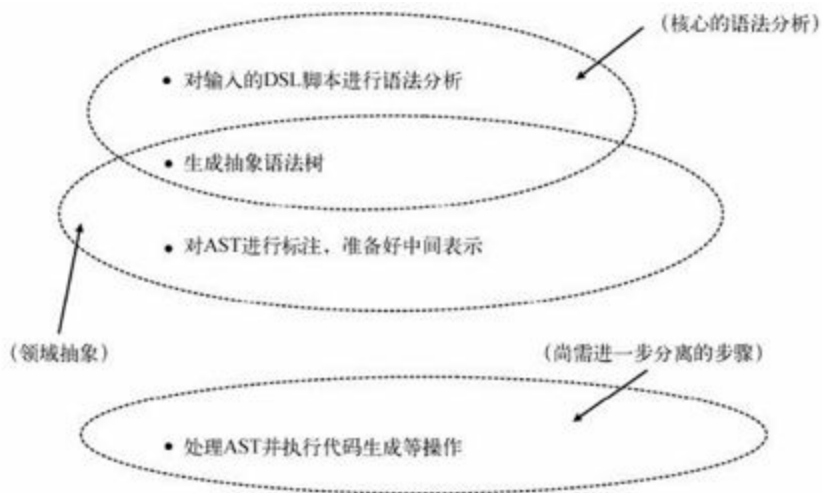 (核心的语法分析)
• 对输入的DSL脚本进行语法分析
• 生成抽象语法树
• 对AST进行标注、准备好中间表示
(领域抽象)
(尚需进一步分离的步骤)
• 处理AST并执行代码生成等操作